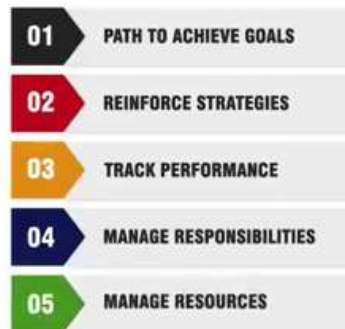 01 PATH TO ACHIEVE GOALS
02 REINFORCE STRATEGIES
03 TRACK PERFORMANCE
04 MANAGE RESPONSIBILITIES
05 MANAGE RESOURCES